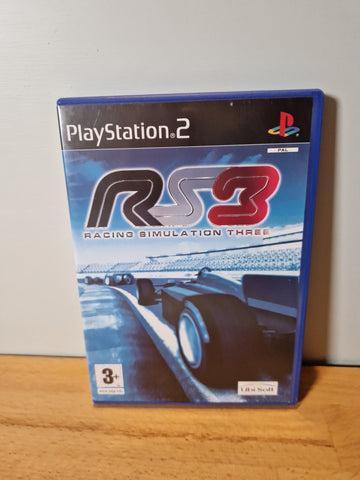 PlayStation®2
PAL
RS3
RACING SIMULATION THREE
3+
Ubi Soft